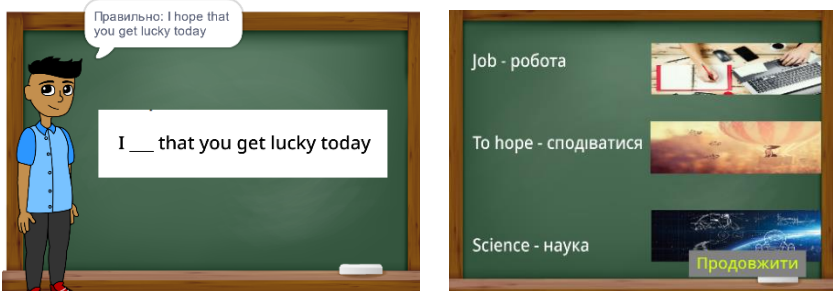 Правильно: I hope that
you get lucky today
I ___ that you get lucky today
Job - робота
To hope - сподіватися
Science - наука
Продовжити